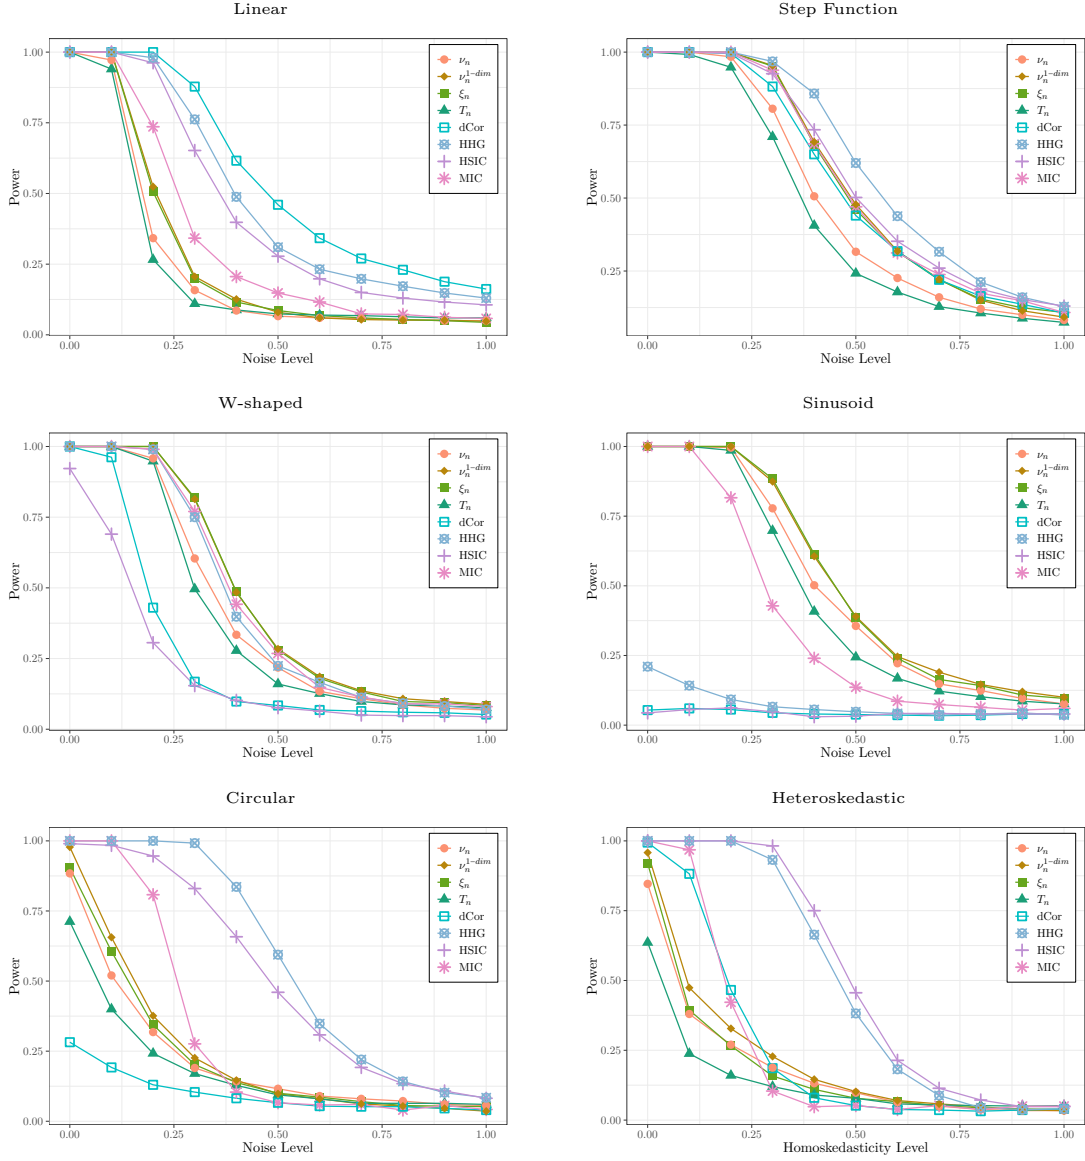 Linear
1.00
0.75
0.50
0.25
0.00
Power
0.00 0.25 0.50 0.75 1.00
Noise Level
νₙ
νₙ¹⁻ᵈⁱᵐ
ξₙ
Tₙ
dCor
HHG
HSIC
MIC
Step Function
1.00
0.75
0.50
0.25
Power
0.00 0.25 0.50 0.75 1.00
Noise Level
νₙ
νₙ¹⁻ᵈⁱᵐ
ξₙ
Tₙ
dCor
HHG
HSIC
MIC
W-shaped
1.00
0.75
0.50
0.25
0.00
Power
0.00 0.25 0.50 0.75 1.00
Noise Level
νₙ
νₙ¹⁻ᵈⁱᵐ
ξₙ
Tₙ
dCor
HHG
HSIC
MIC
Sinusoid
1.00
0.75
0.50
0.25
0.00
Power
0.00 0.25 0.50 0.75 1.00
Noise Level
νₙ
νₙ¹⁻ᵈⁱᵐ
ξₙ
Tₙ
dCor
HHG
HSIC
MIC
Circular
1.00
0.75
0.50
0.25
0.00
Power
0.00 0.25 0.50 0.75 1.00
Noise Level
νₙ
νₙ¹⁻ᵈⁱᵐ
ξₙ
Tₙ
dCor
HHG
HSIC
MIC
Heteroskedastic
1.00
0.75
0.50
0.25
0.00
Power
0.00 0.25 0.50 0.75 1.00
Homoskedasticity Level
νₙ
νₙ¹⁻ᵈⁱᵐ
ξₙ
Tₙ
dCor
HHG
HSIC
MIC